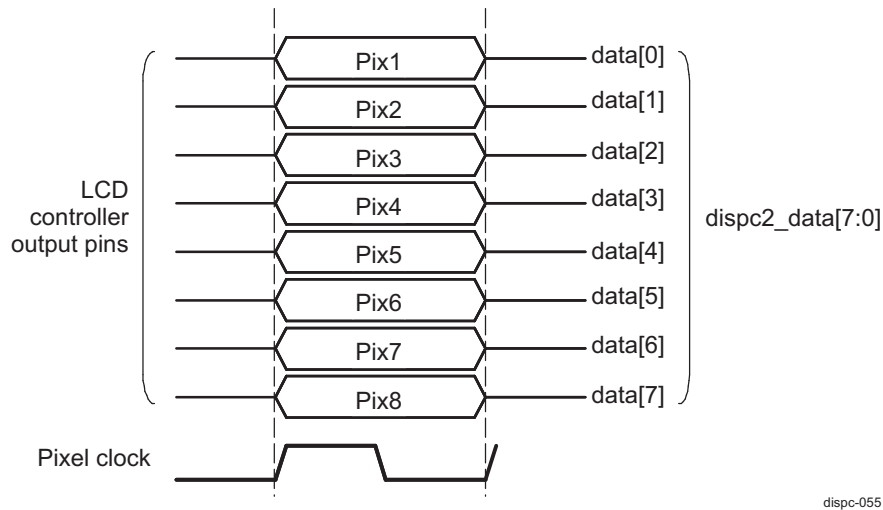 Pix1 data[0]
Pix2 data[1]
Pix3 data[2]
LCD
controller
output pins
Pix4 data[3]
dispc2_data[7:0]
Pix5 data[4]
Pix6 data[5]
Pix7 data[6]
Pix8 data[7]
Pixel clock
dispc-055